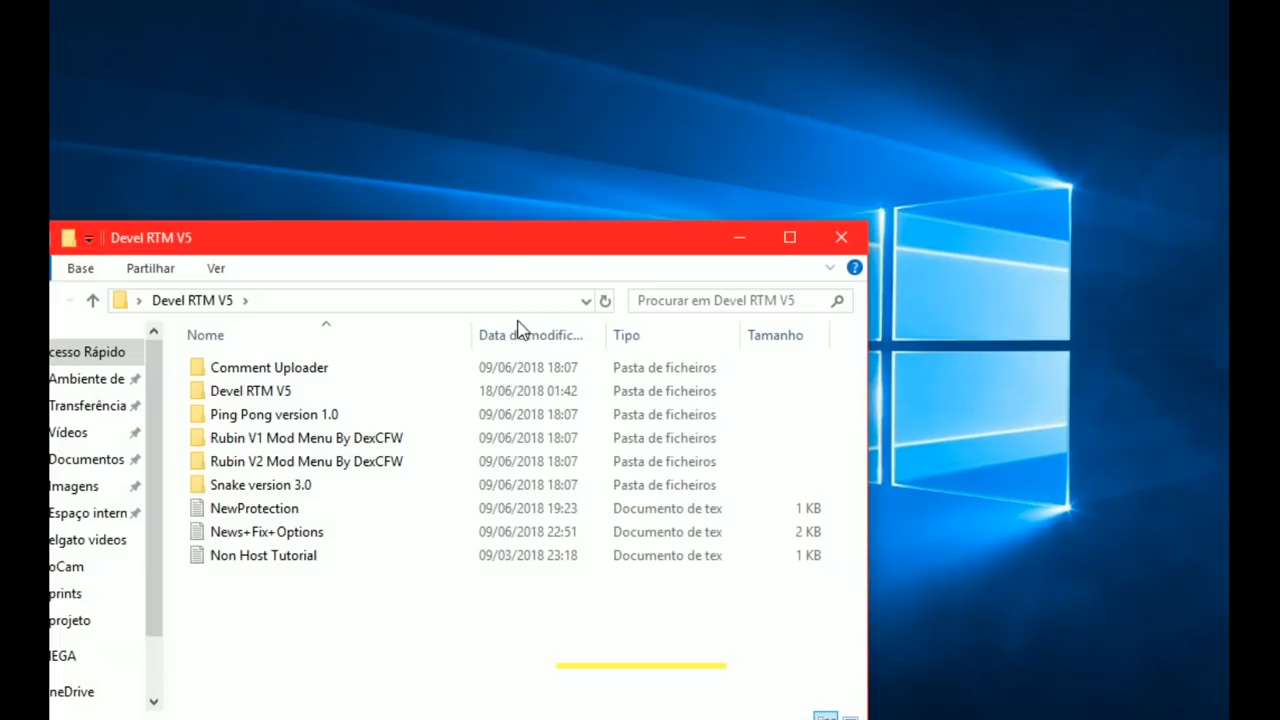 Devel RTM V5
Base Partilhar Ver
Devel RTM V5 Procurar em Devel RTM V5
Nome Data d modific... Tipo Tamanho
cesso Rápido
Ambiente de
Transferência
Vídeos
Documentos
Imagens
Espaço intern
elgato videos
oCam
prints
projeto
IEGA
neDrive
Comment Uploader 09/06/2018 18:07 Pasta de ficheiros
Devel RTM V5 18/06/2018 01:42 Pasta de ficheiros
Ping Pong version 1.0 09/06/2018 18:07 Pasta de ficheiros
Rubin V1 Mod Menu By DexCFW 09/06/2018 18:07 Pasta de ficheiros
Rubin V2 Mod Menu By DexCFW 09/06/2018 18:07 Pasta de ficheiros
Snake version 3.0 09/06/2018 18:07 Pasta de ficheiros
NewProtection 09/06/2018 19:23 Documento de tex 1 KB
News+Fix+Options 09/06/2018 22:51 Documento de tex 2 KB
Non Host Tutorial 09/03/2018 23:18 Documento de tex 1 KB